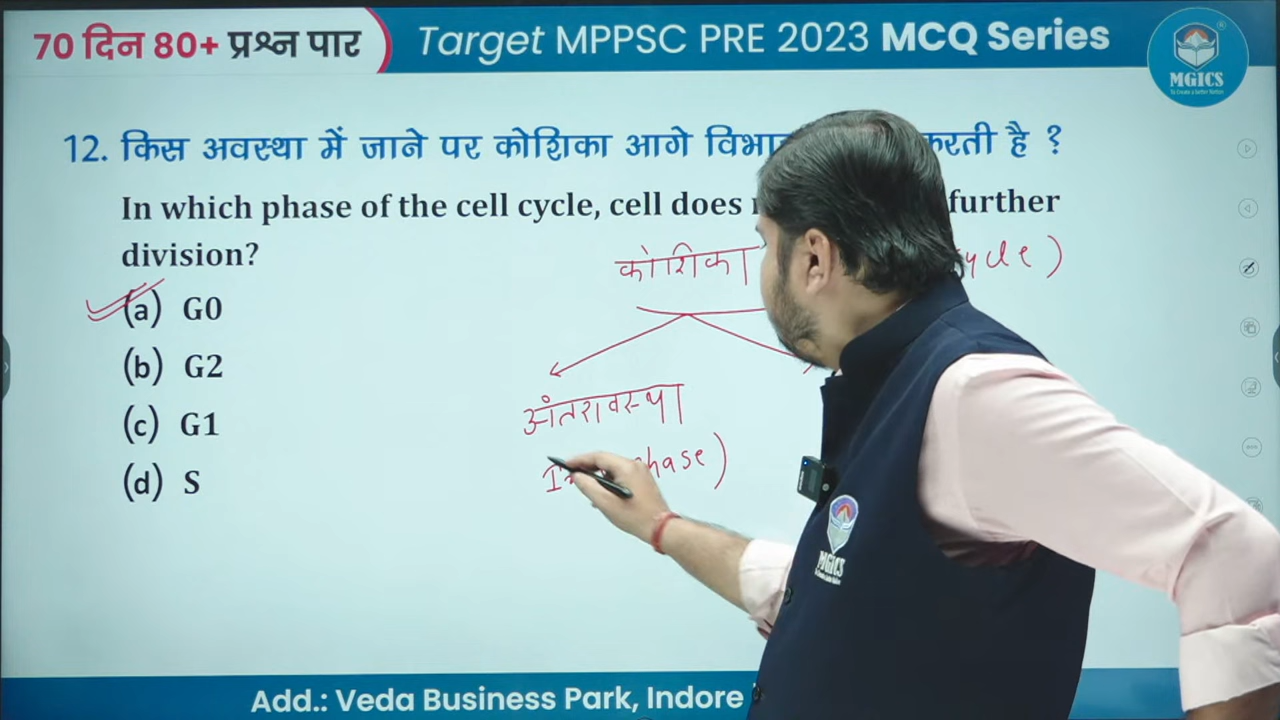 70 दिन 80+ प्रश्न पार
Target MPPSC PRE 2023 MCQ Series
MGICS
12. किस अवस्था में जाने पर कोशिका आगे करती है ?
In which phase of the cell cycle, cell does further
division?
कोशिका
(a) G0
(b) G2
(c) G1
(d) S
अंतरावस्था
MGICS
Add.: Veda Business Park, Indore